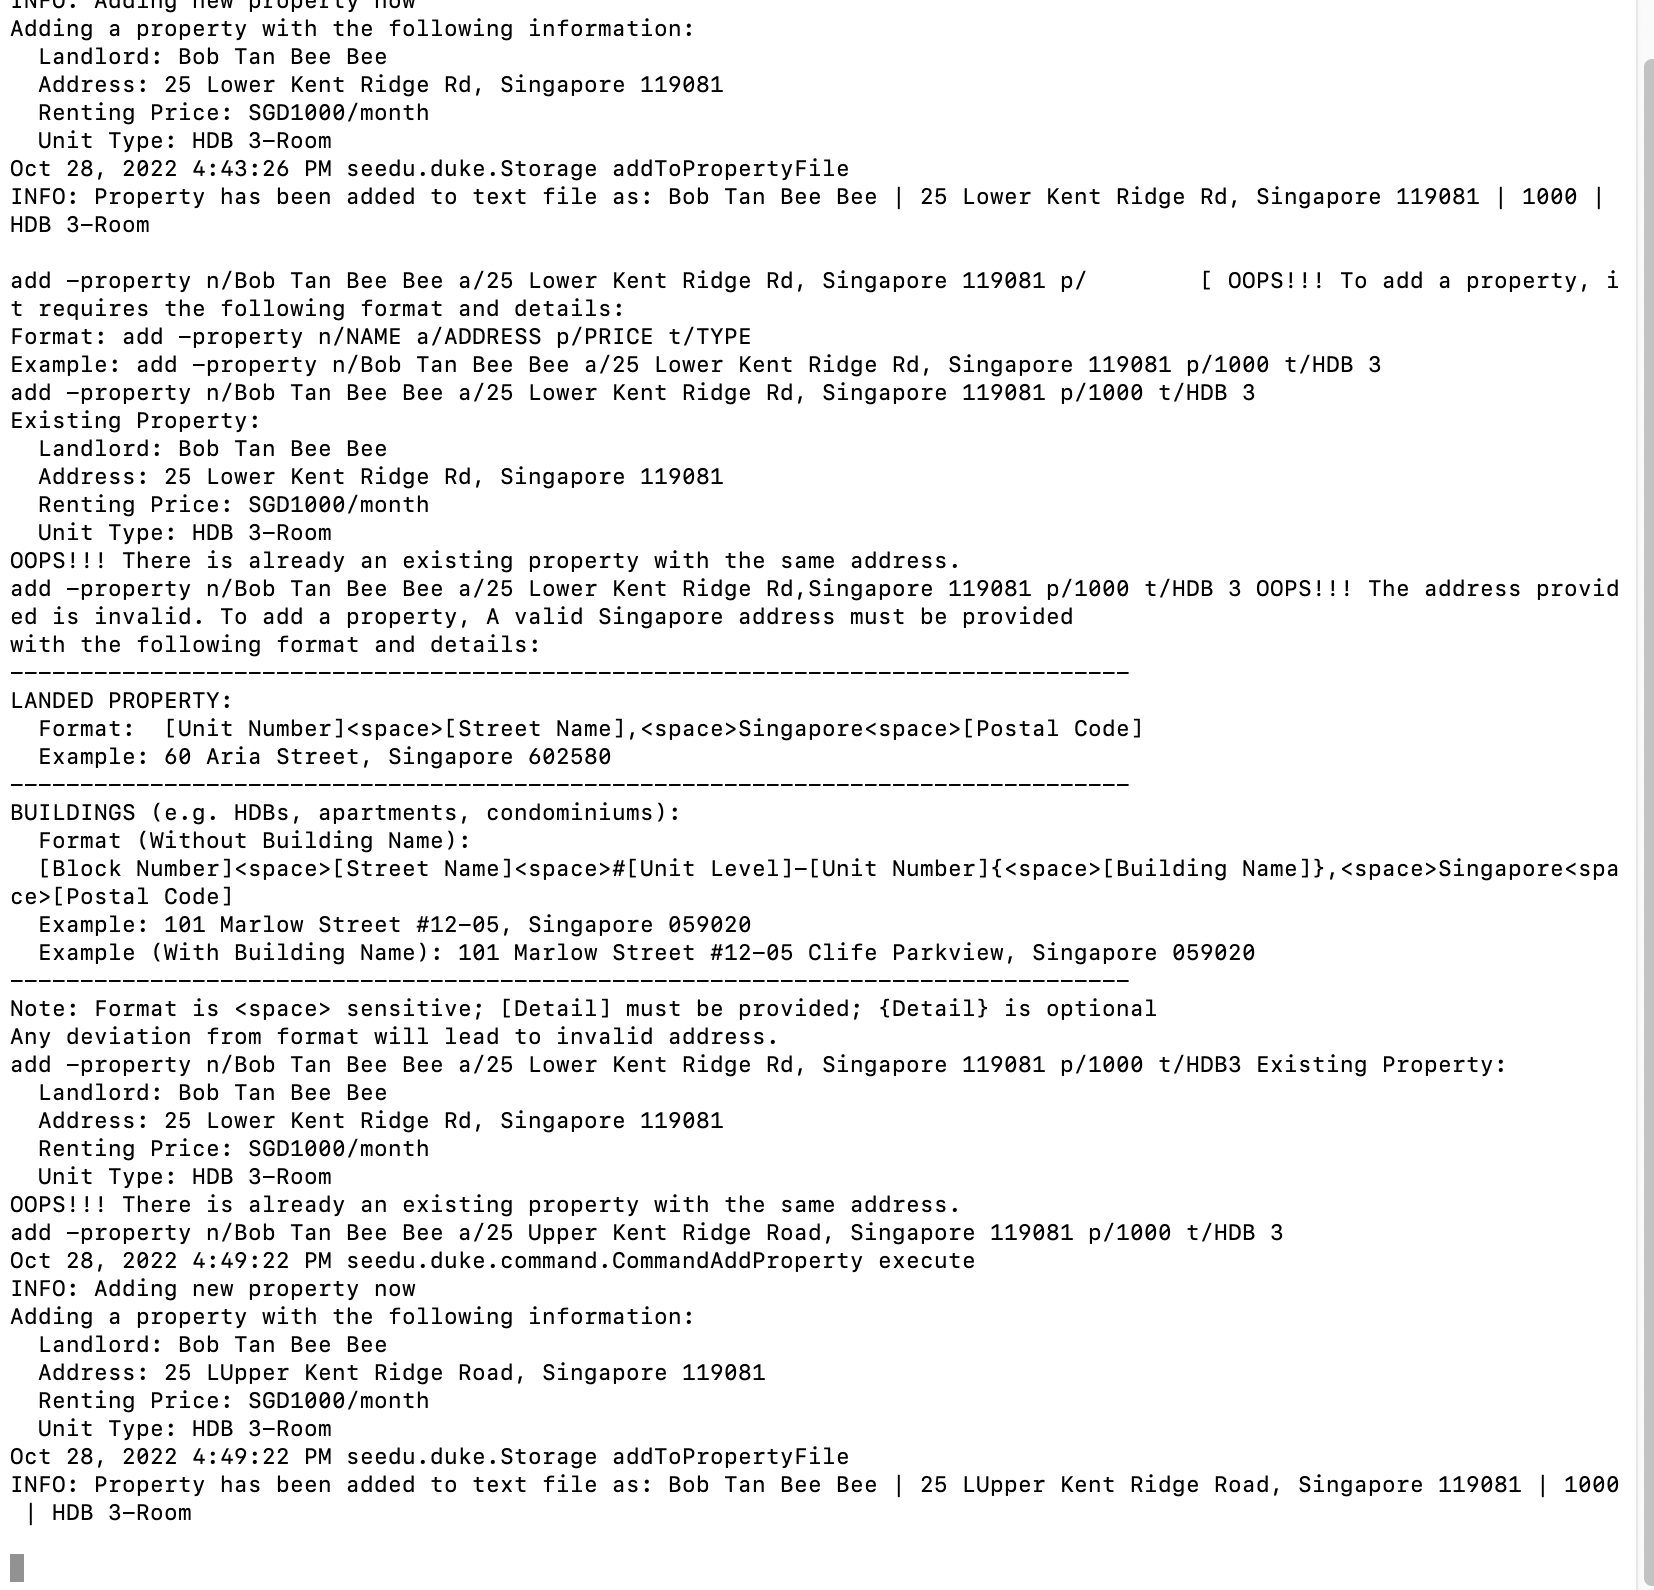 INFO: Adding new property now
Adding a property with the following information:
  Landlord: Bob Tan Bee Bee
  Address: 25 Lower Kent Ridge Rd, Singapore 119081
  Renting Price: SGD1000/month
  Unit Type: HDB 3-Room
Oct 28, 2022 4:43:26 PM seedu.duke.Storage addToPropertyFile
INFO: Property has been added to text file as: Bob Tan Bee Bee | 25 Lower Kent Ridge Rd, Singapore 119081 | 1000 |
HDB 3-Room

add -property n/Bob Tan Bee Bee a/25 Lower Kent Ridge Rd, Singapore 119081 p/        [ OOPS!!! To add a property, i
t requires the following format and details:
Format: add -property n/NAME a/ADDRESS p/PRICE t/TYPE
Example: add -property n/Bob Tan Bee Bee a/25 Lower Kent Ridge Rd, Singapore 119081 p/1000 t/HDB 3
add -property n/Bob Tan Bee Bee a/25 Lower Kent Ridge Rd, Singapore 119081 p/1000 t/HDB 3
Existing Property:
  Landlord: Bob Tan Bee Bee
  Address: 25 Lower Kent Ridge Rd, Singapore 119081
  Renting Price: SGD1000/month
  Unit Type: HDB 3-Room
OOPS!!! There is already an existing property with the same address.
add -property n/Bob Tan Bee Bee a/25 Lower Kent Ridge Rd,Singapore 119081 p/1000 t/HDB 3 OOPS!!! The address provid
ed is invalid. To add a property, A valid Singapore address must be provided
with the following format and details:
--------------------------------------------------------------------------------
LANDED PROPERTY:
  Format:  [Unit Number]<space>[Street Name],<space>Singapore<space>[Postal Code]
  Example: 60 Aria Street, Singapore 602580
--------------------------------------------------------------------------------
BUILDINGS (e.g. HDBs, apartments, condominiums):
  Format (Without Building Name):
  [Block Number]<space>[Street Name]<space>#[Unit Level]-[Unit Number]{<space>[Building Name]},<space>Singapore<spa
ce>[Postal Code]
  Example: 101 Marlow Street #12-05, Singapore 059020
  Example (With Building Name): 101 Marlow Street #12-05 Clife Parkview, Singapore 059020
--------------------------------------------------------------------------------
Note: Format is <space> sensitive; [Detail] must be provided; {Detail} is optional
Any deviation from format will lead to invalid address.
add -property n/Bob Tan Bee Bee a/25 Lower Kent Ridge Rd, Singapore 119081 p/1000 t/HDB3 Existing Property:
  Landlord: Bob Tan Bee Bee
  Address: 25 Lower Kent Ridge Rd, Singapore 119081
  Renting Price: SGD1000/month
  Unit Type: HDB 3-Room
OOPS!!! There is already an existing property with the same address.
add -property n/Bob Tan Bee Bee a/25 Upper Kent Ridge Road, Singapore 119081 p/1000 t/HDB 3
Oct 28, 2022 4:49:22 PM seedu.duke.command.CommandAddProperty execute
INFO: Adding new property now
Adding a property with the following information:
  Landlord: Bob Tan Bee Bee
  Address: 25 LUpper Kent Ridge Road, Singapore 119081
  Renting Price: SGD1000/month
  Unit Type: HDB 3-Room
Oct 28, 2022 4:49:22 PM seedu.duke.Storage addToPropertyFile
INFO: Property has been added to text file as: Bob Tan Bee Bee | 25 LUpper Kent Ridge Road, Singapore 119081 | 1000
 | HDB 3-Room